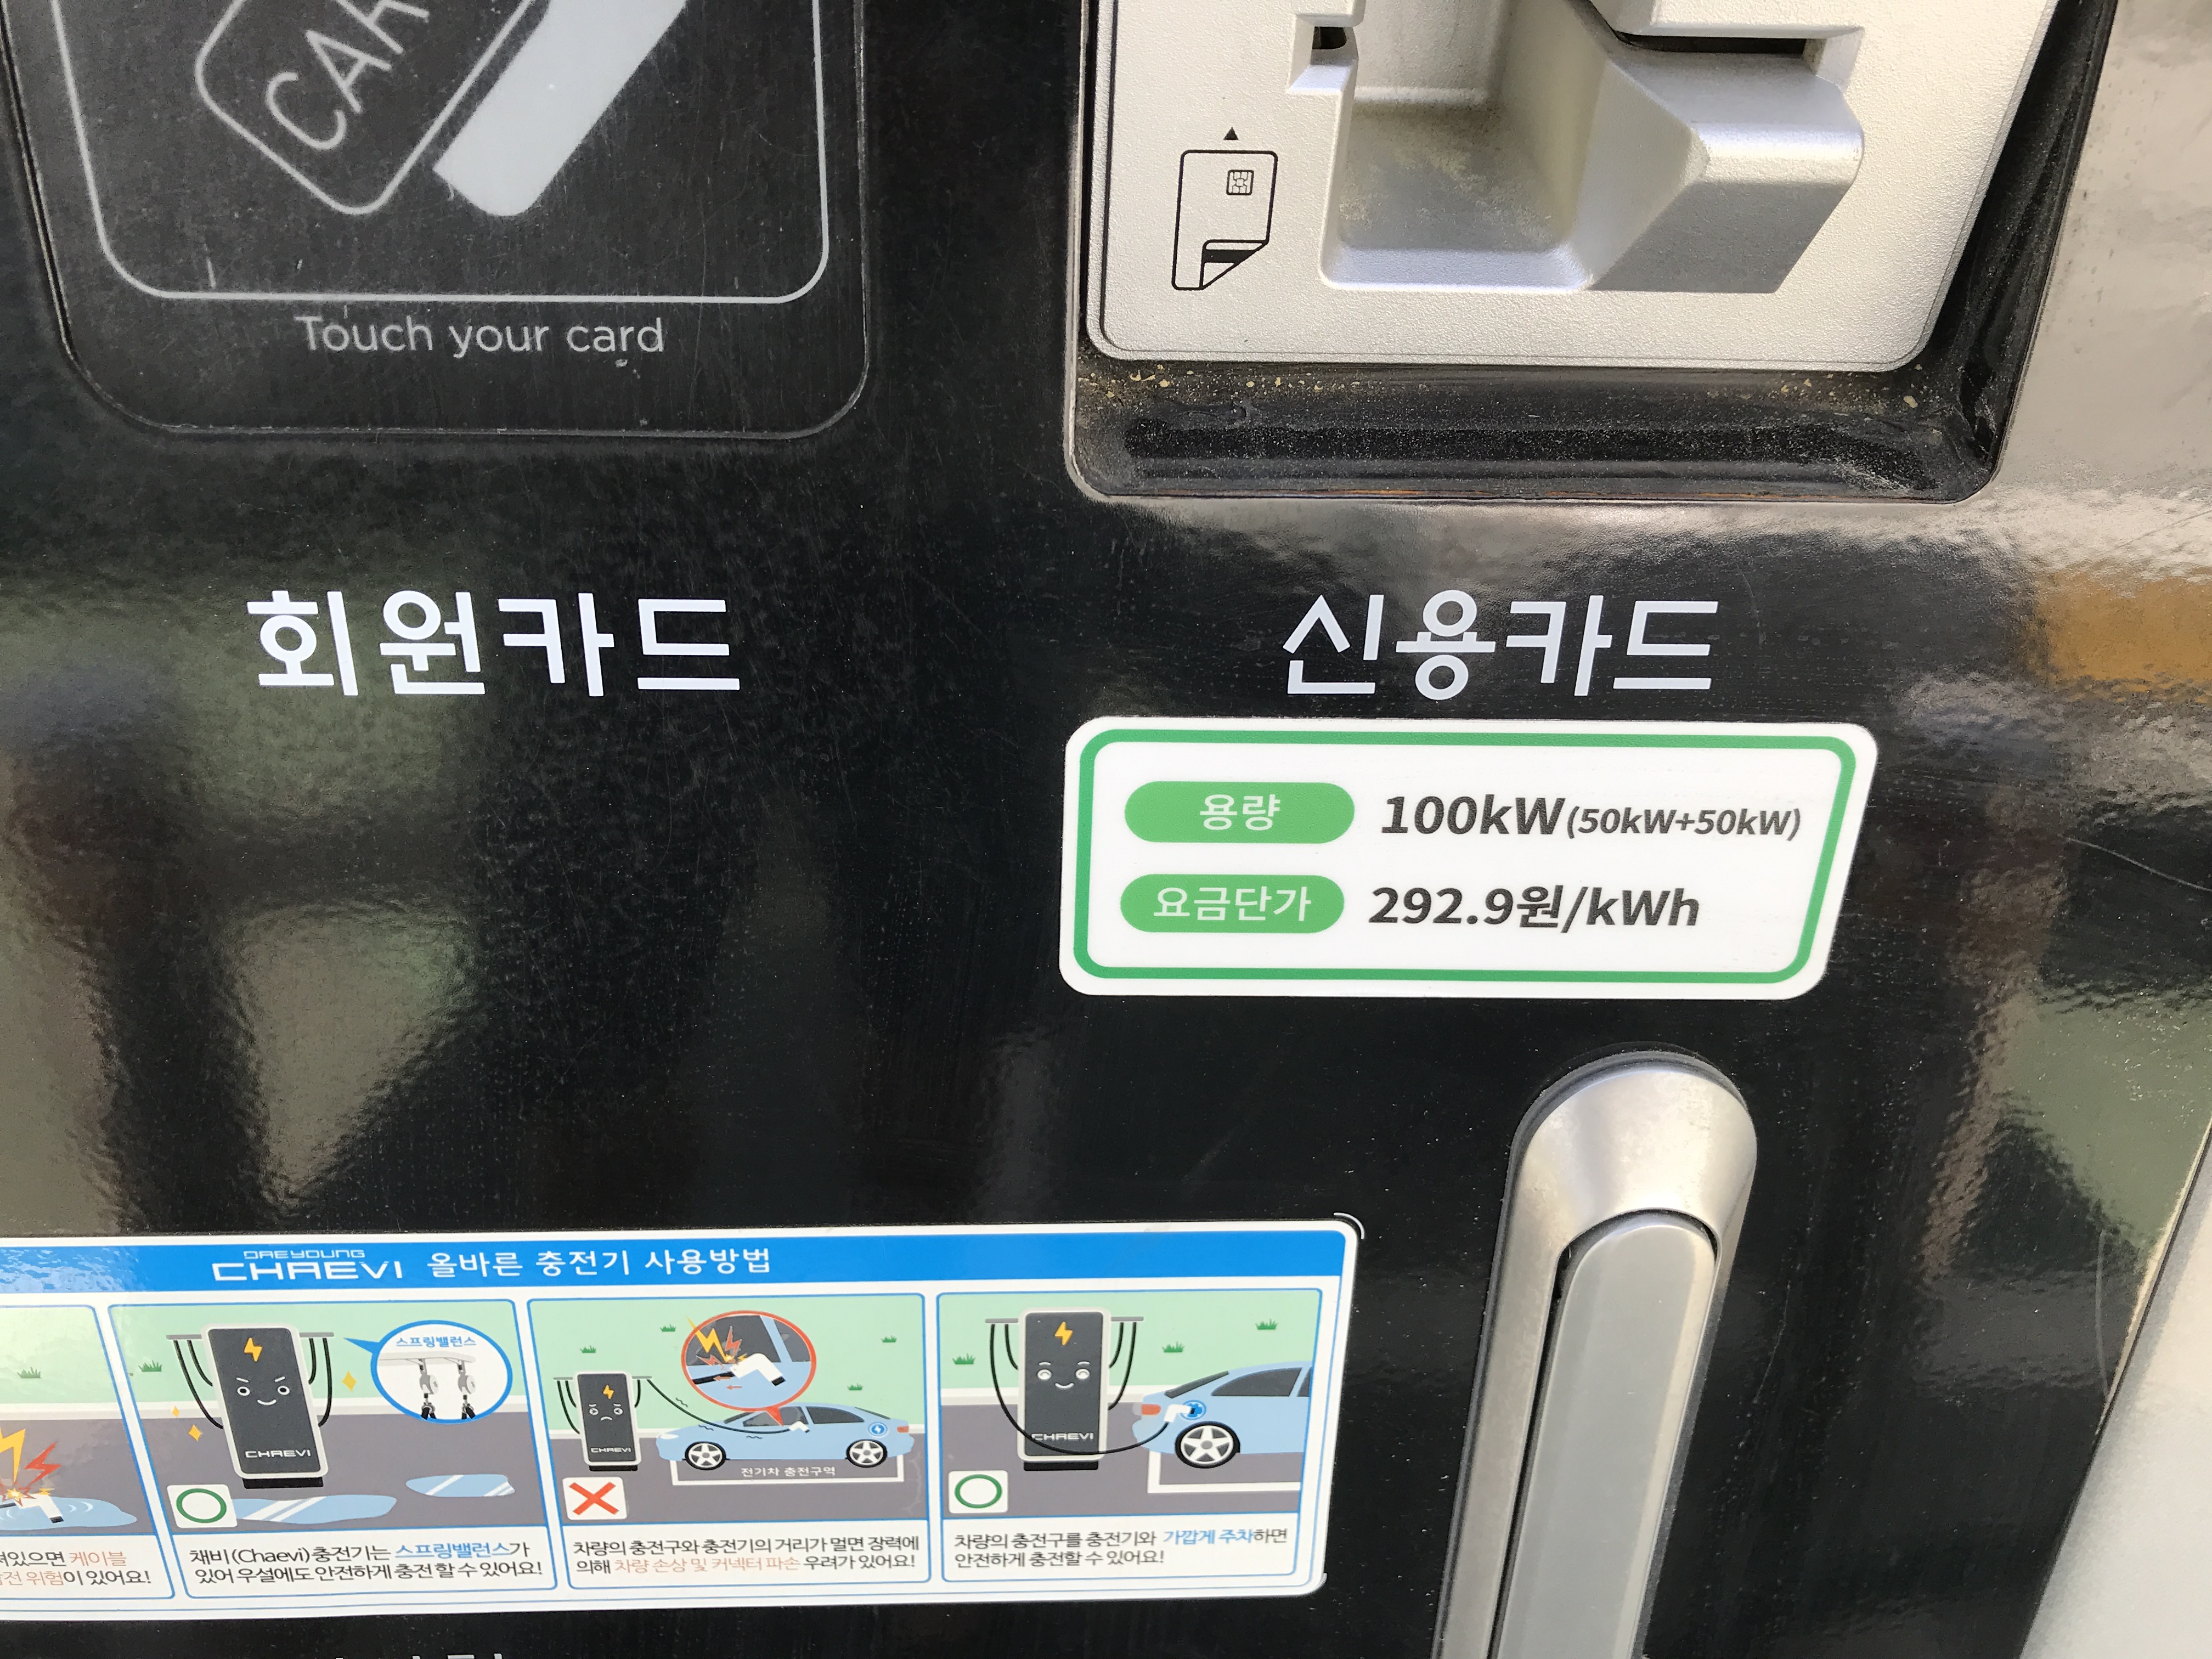 Touch your card
회원카드
신용카드
용량 100kW(50kW+50kW)
요금단가 292.9원/kWh
DAEYOUNG
CHAEVI 올바른 충전기 사용방법
있으면 케이블
위험이 있어요!
스프링밸런스
CHAEVI
채비(Chaevi)충전기는 스프링밸런스가
있어 우설에도 안전하게 충전 할 수 있어요!
CHAEVI
전기차 충전구역
차량의 충전구와 충전기의 거리가 멀면 장력에
의해 차량 손상 및 커넥터 파손 우려가 있어요!
CHAEVI
차량의 충전구를 충전기와 가깝게 주차하면
안전하게 충전할 수 있어요!